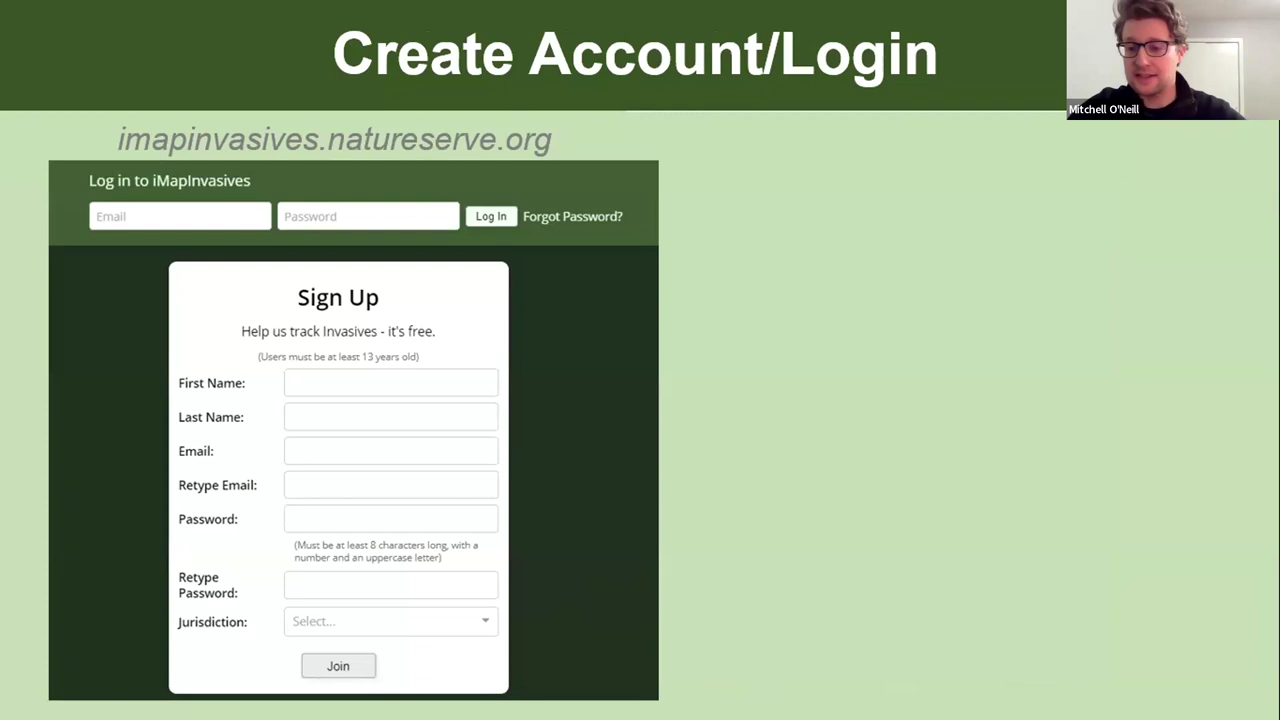 Create Account/Login
Mitchell O'Neill
imapinvasives.natureserve.org
Log in to iMapInvasives
Email Password Log In Forgot Password?
Sign Up
Help us track Invasives - it's free.
(Users must be at least 13 years old)
First Name:
Last Name:
Email:
Retype Email:
Password:
(Must be at least 8 characters long, with a
number and an uppercase letter)
Retype
Password:
Jurisdiction: Select...
Join